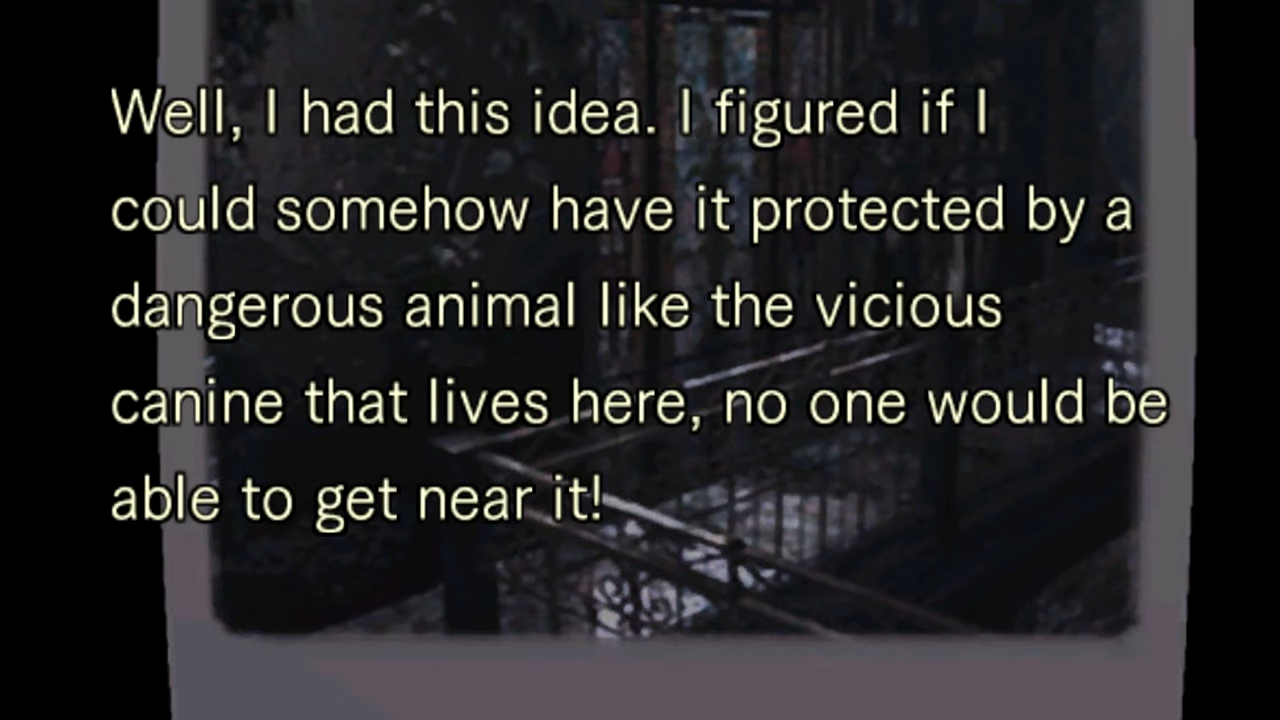 Well, I had this idea. I figured if I
could somehow have it protected by a
dangerous animal like the vicious
canine that lives here, no one would be
able to get near it!